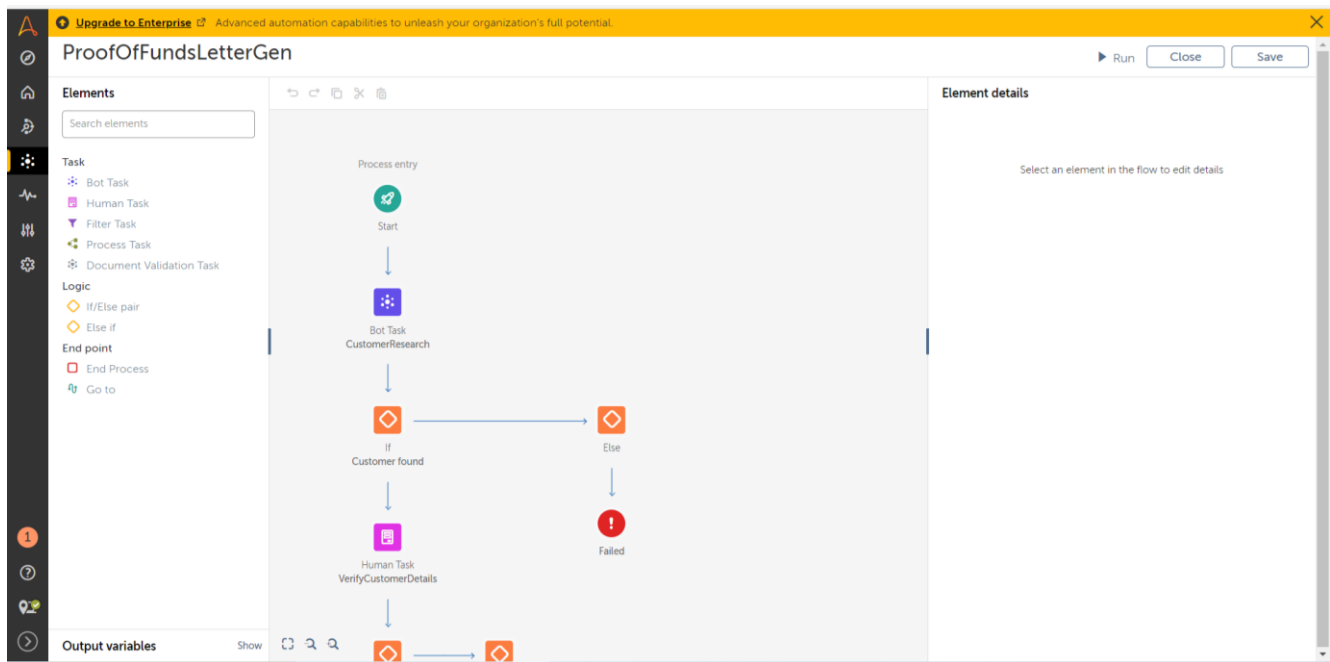 Upgrade to Enterprise Advanced automation capabilities to unleash your organization's full potential.
ProofOfFundsLetterGen
Run
Close
Save
Elements
Search elements
Task
Bot Task
Human Task
Filter Task
Process Task
Document Validation Task
Logic
If/Else pair
Else if
End point
End Process
Go to
Output variables
Show
Process entry
Start
Bot Task
CustomerResearch
If
Customer found
Else
Failed
Human Task
VerifyCustomerDetails
Element details
Select an element in the flow to edit details
1